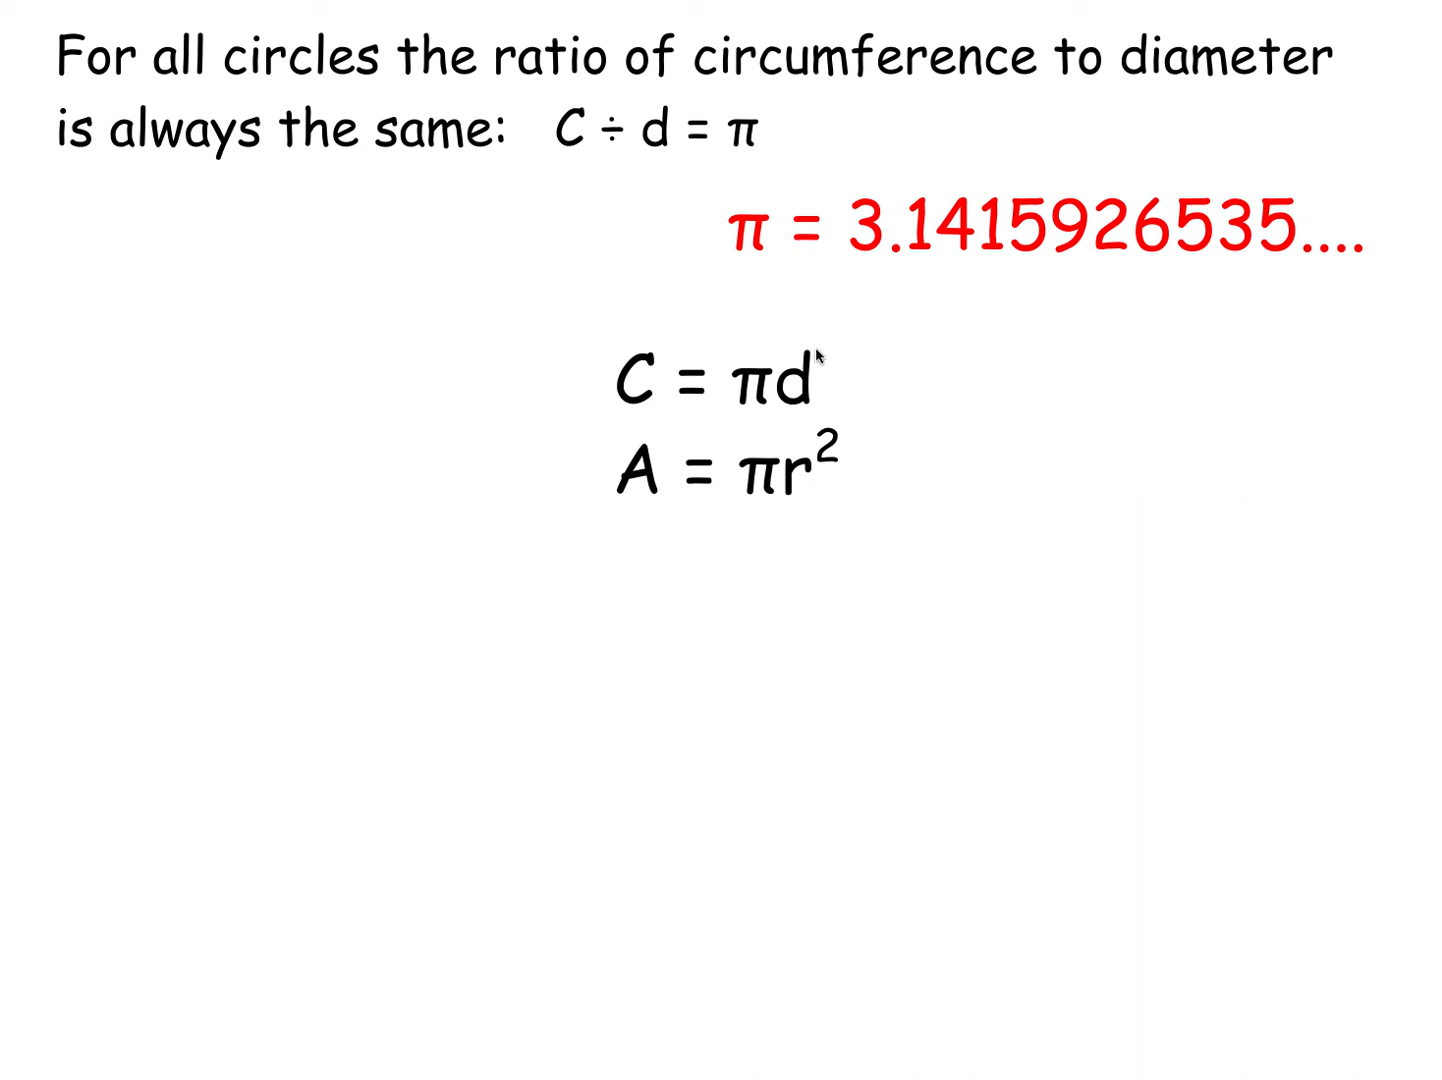 For all circles the ratio of circumference to diameter
is always the same: C ÷ d = π
π = 3.1415926535....
C = πd
A = πr²